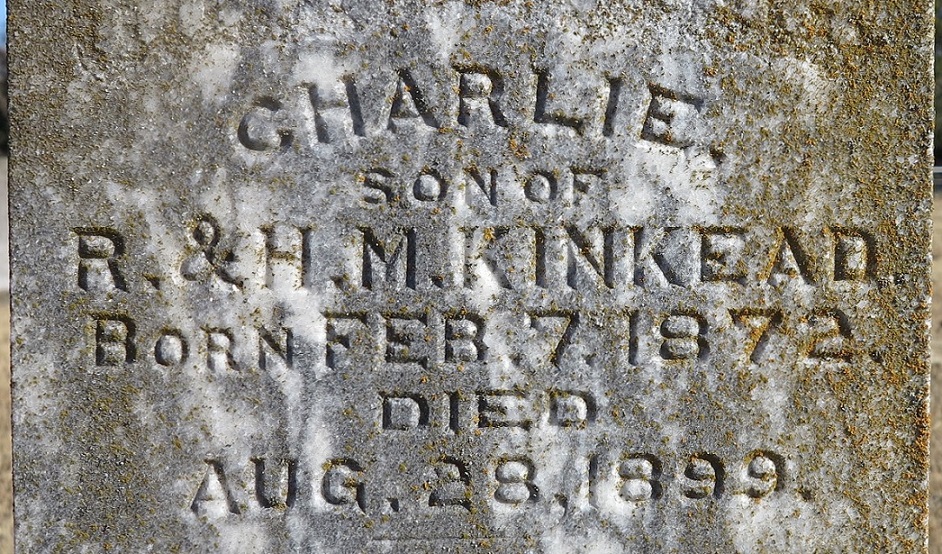 CHARLIE,
SON OF
R. & H. M. KINKEAD
BORN FEB. 7. 1872.
DIED
AUG. 28, 1899.